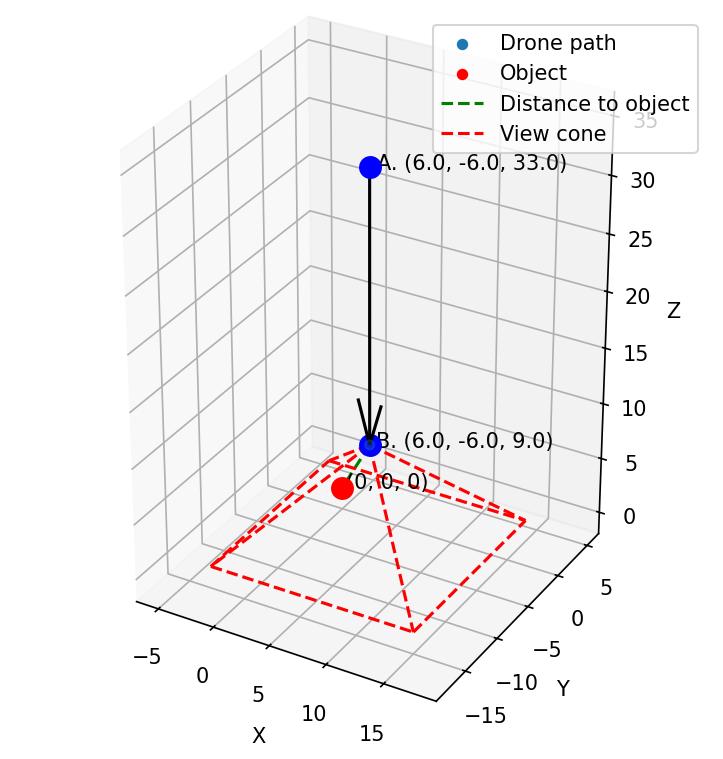 Drone path
Object
Distance to object
View cone
35
A. (6.0, -6.0, 33.0)
30
25
20
Z
15
10
B. (6.0, -6.0, 9.0)
5
(0, 0, 0)
0
−5
0
5
10
15
X
5
0
−5
−10
−15
Y